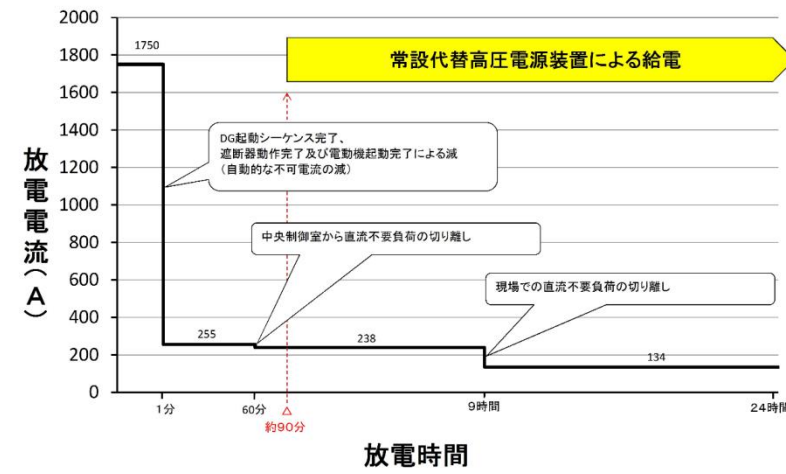 2000
1800
1600
1400
1200
1000
800
600
400
200
0
放電電流(A)
1750
常設代替高圧電源装置による給電
DG起動シーケンス完了、
遮断器動作完了及び電動機起動完了による減
(自動的な不可電流の減)
中央制御室から直流不要負荷の切り離し
現場での直流不要負荷の切り離し
255
238
134
1分
60分
9時間
24時間
約90分
放電時間